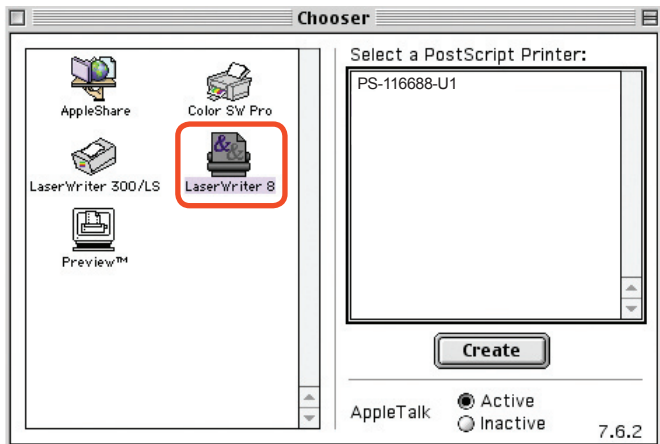 Chooser
AppleShare
Color SW Pro
LaserWriter 300/LS
LaserWriter 8
Preview™
Select a PostScript Printer:
PS-116688-U1
Create
AppleTalk
Active
Inactive
7.6.2